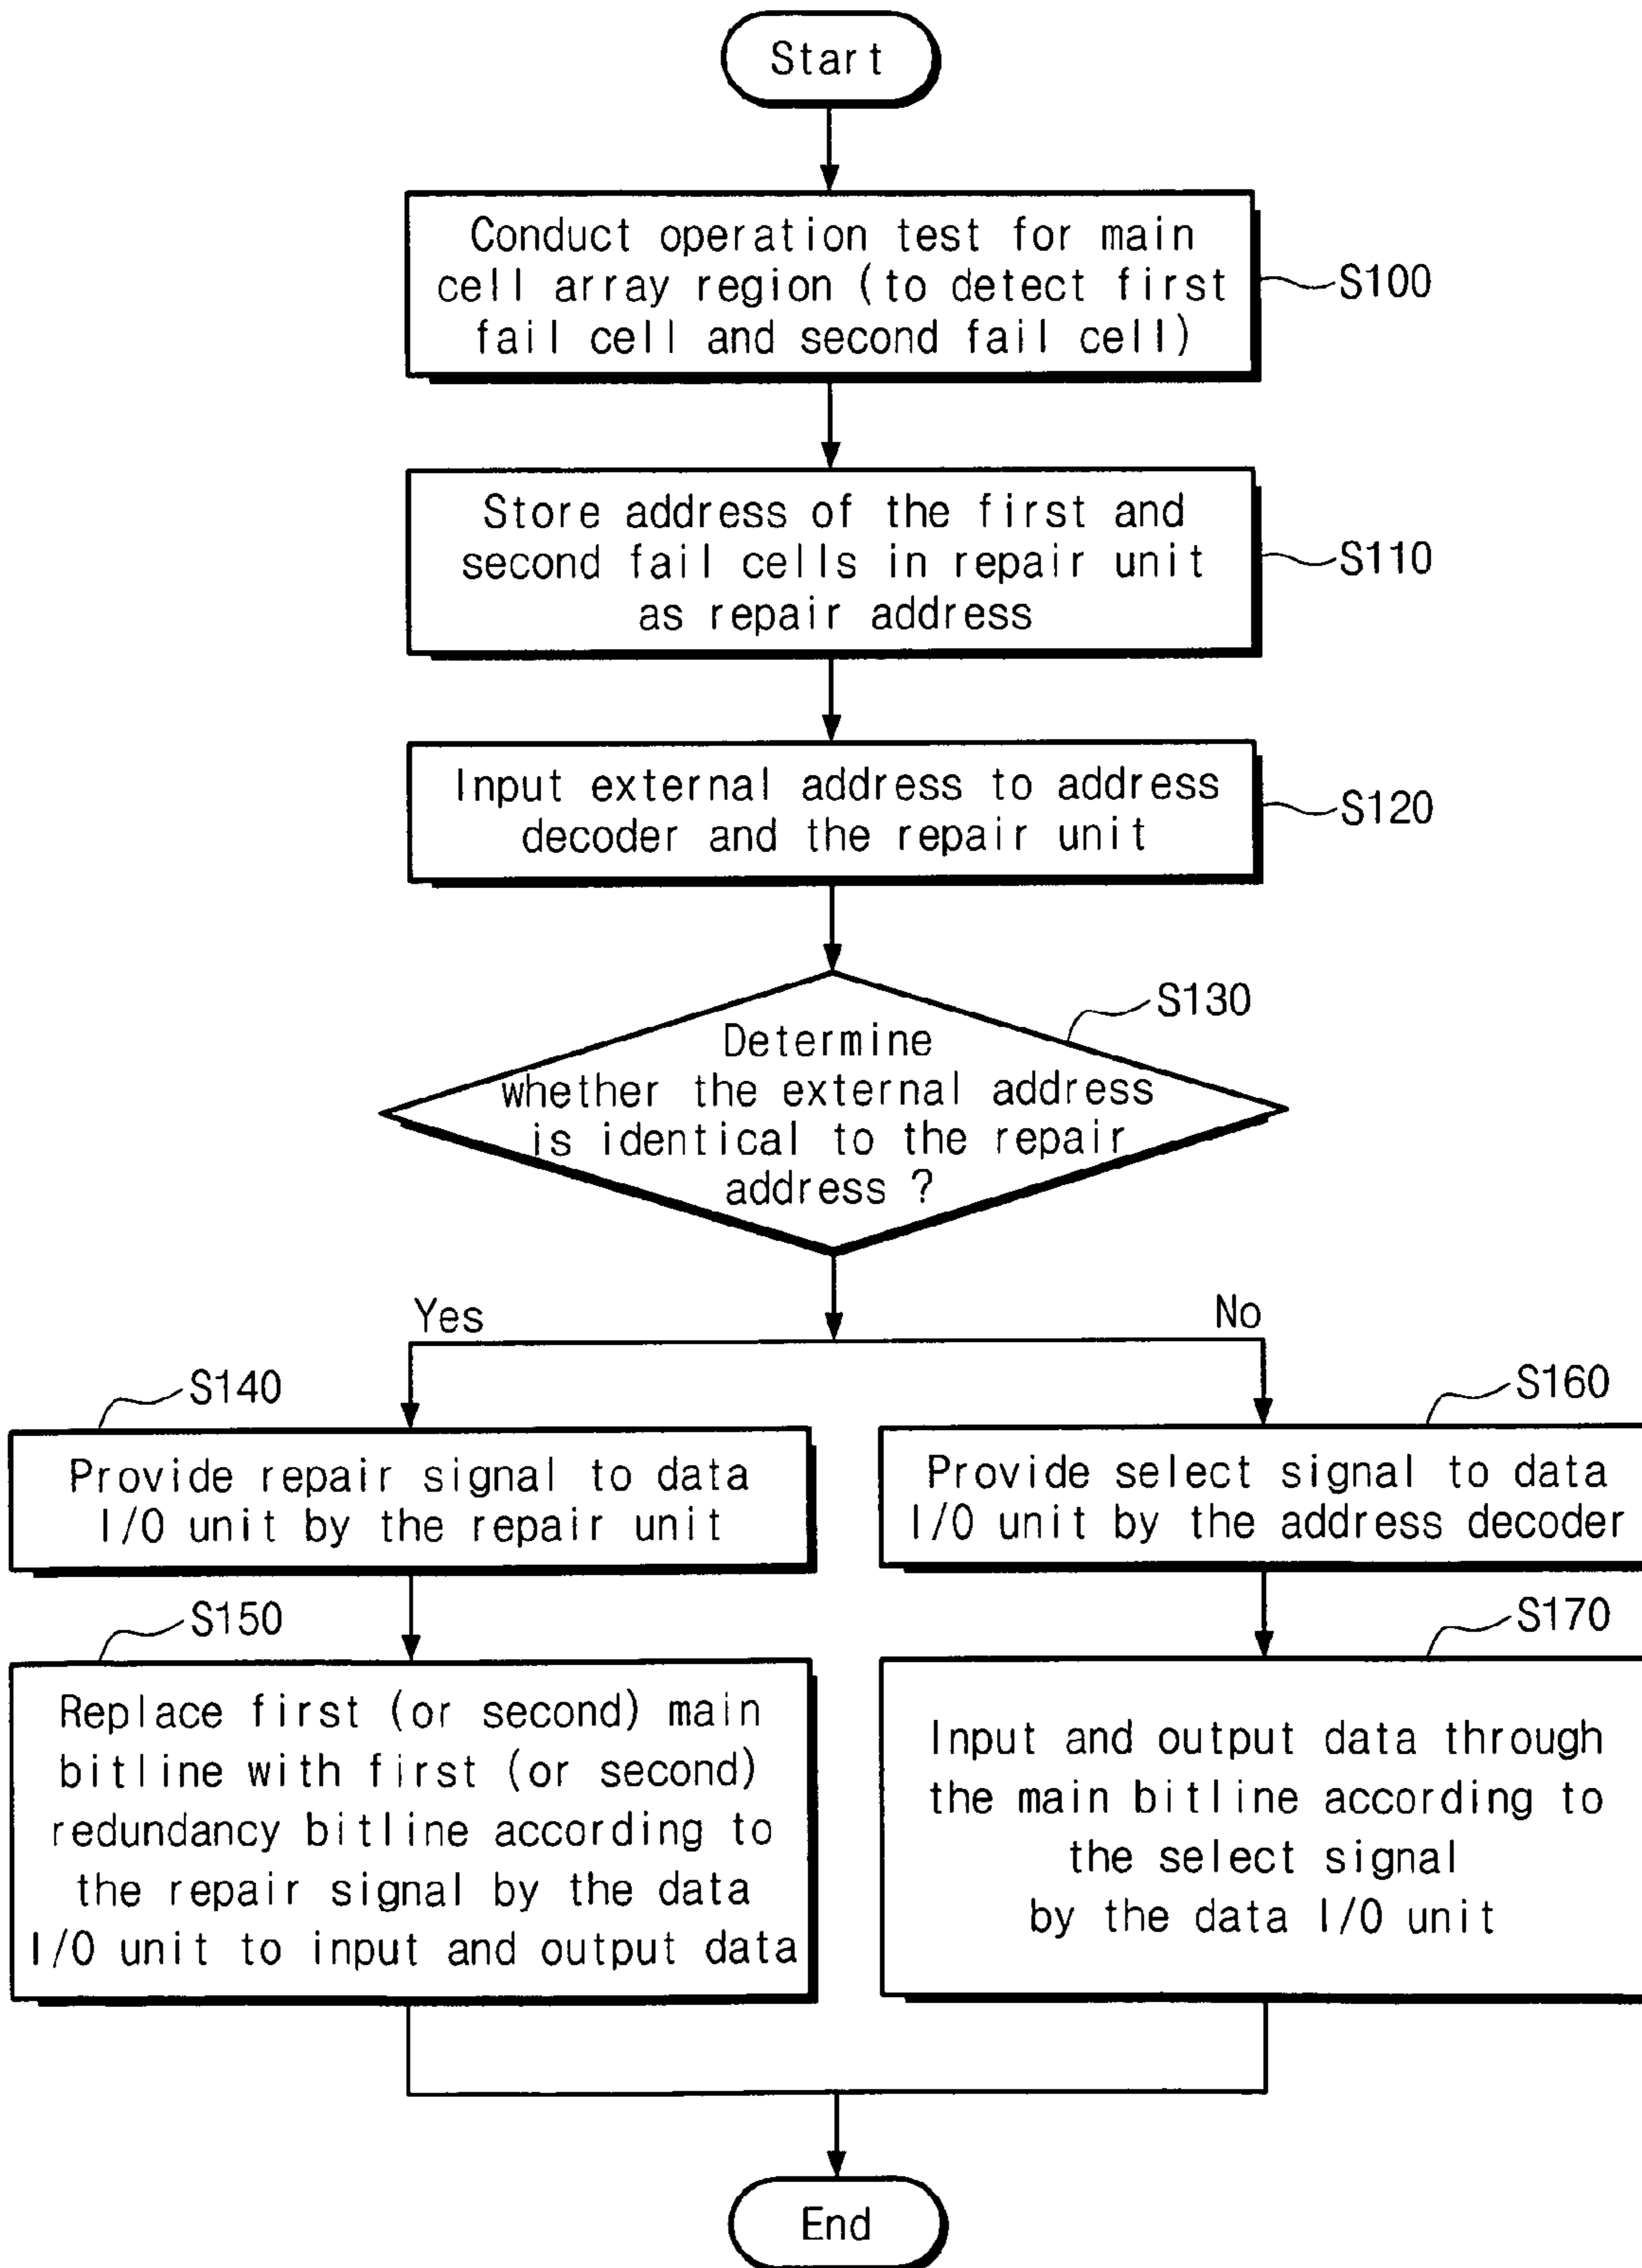 Start
Conduct operation test for main
cell array region (to detect first
fail cell and second fail cell)
S100
Store address of the first and
second fail cells in repair unit
as repair address
S110
Input external address to address
decoder and the repair unit
S120
S130
Determine
whether the external address
is identical to the repair
address ?
Yes
No
S140
Provide repair signal to data
I/O unit by the repair unit
S160
Provide select signal to data
I/O unit by the address decoder
S150
Replace first (or second) main
bitline with first (or second)
redundancy bitline according to
the repair signal by the data
I/O unit to input and output data
S170
Input and output data through
the main bitline according to
the select signal
by the data I/O unit
End